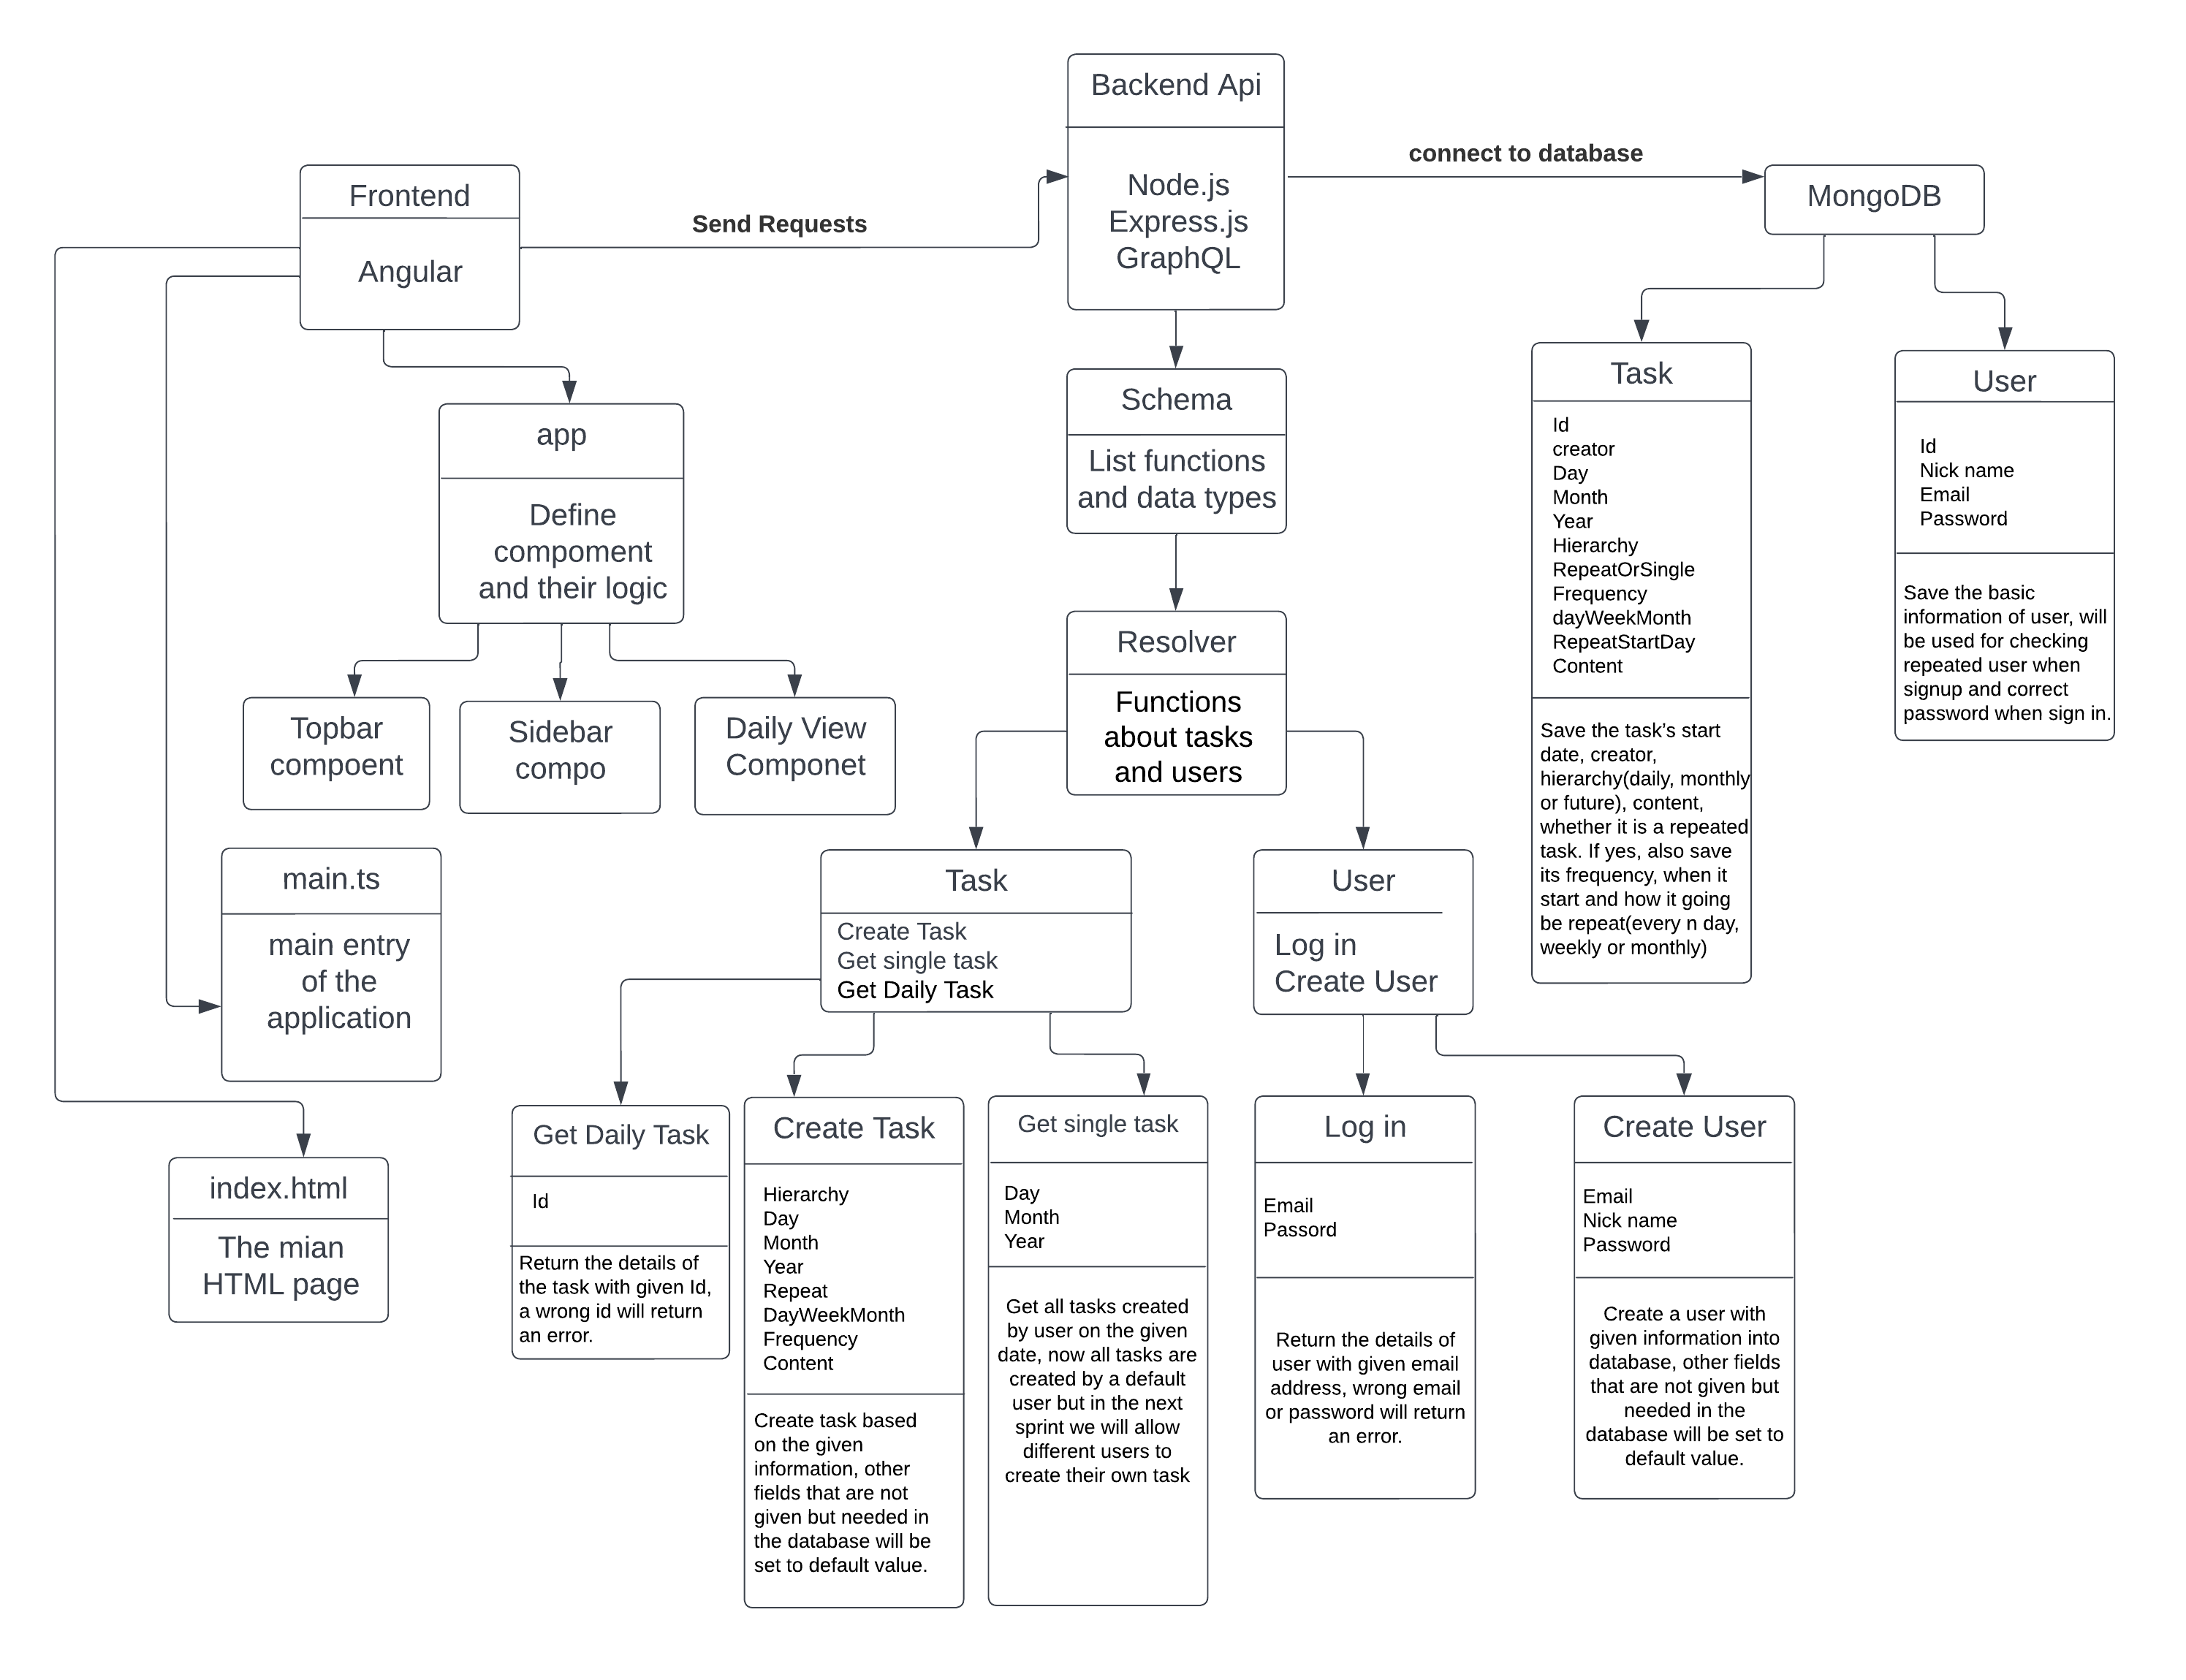 Backend Api
Node.js
Express.js
GraphQL
connect to database
MongoDB
Frontend
Angular
Send Requests
app
Define
compoment
and their logic
Topbar
compoent
Sidebar
compo
Daily View
Componet
main.ts
main entry
of the
application
index.html
The mian
HTML page
Schema
List functions
and data types
Resolver
Functions
about tasks
and users
Task
Create Task
Get single task
Get Daily Task
User
Log in
Create User
Get Daily Task
Id
Return the details of
the task with given Id,
a wrong id will return
an error.
Create Task
Hierarchy
Day
Month
Year
Repeat
DayWeekMonth
Frequency
Content
Create task based
on the given
information, other
fields that are not
given but needed in
the database will be
set to default value.
Get single task
Day
Month
Year
Get all tasks created
by user on the given
date, now all tasks are
created by a default
user but in the next
sprint we will allow
different users to
create their own task
Log in
Email
Passord
Return the details of
user with given email
address, wrong email
or password will return
an error.
Create User
Email
Nick name
Password
Create a user with
given information into
database, other fields
that are not given but
needed in the
database will be set to
default value.
Task
Id
creator
Day
Month
Year
Hierarchy
RepeatOrSingle
Frequency
dayWeekMonth
RepeatStartDay
Content
Save the task’s start
date, creator,
hierarchy(daily, monthly
or future), content,
whether it is a repeated
task. If yes, also save
its frequency, when it
start and how it going
be repeat(every n day,
weekly or monthly)
User
Id
Nick name
Email
Password
Save the basic
information of user, will
be used for checking
repeated user when
signup and correct
password when sign in.